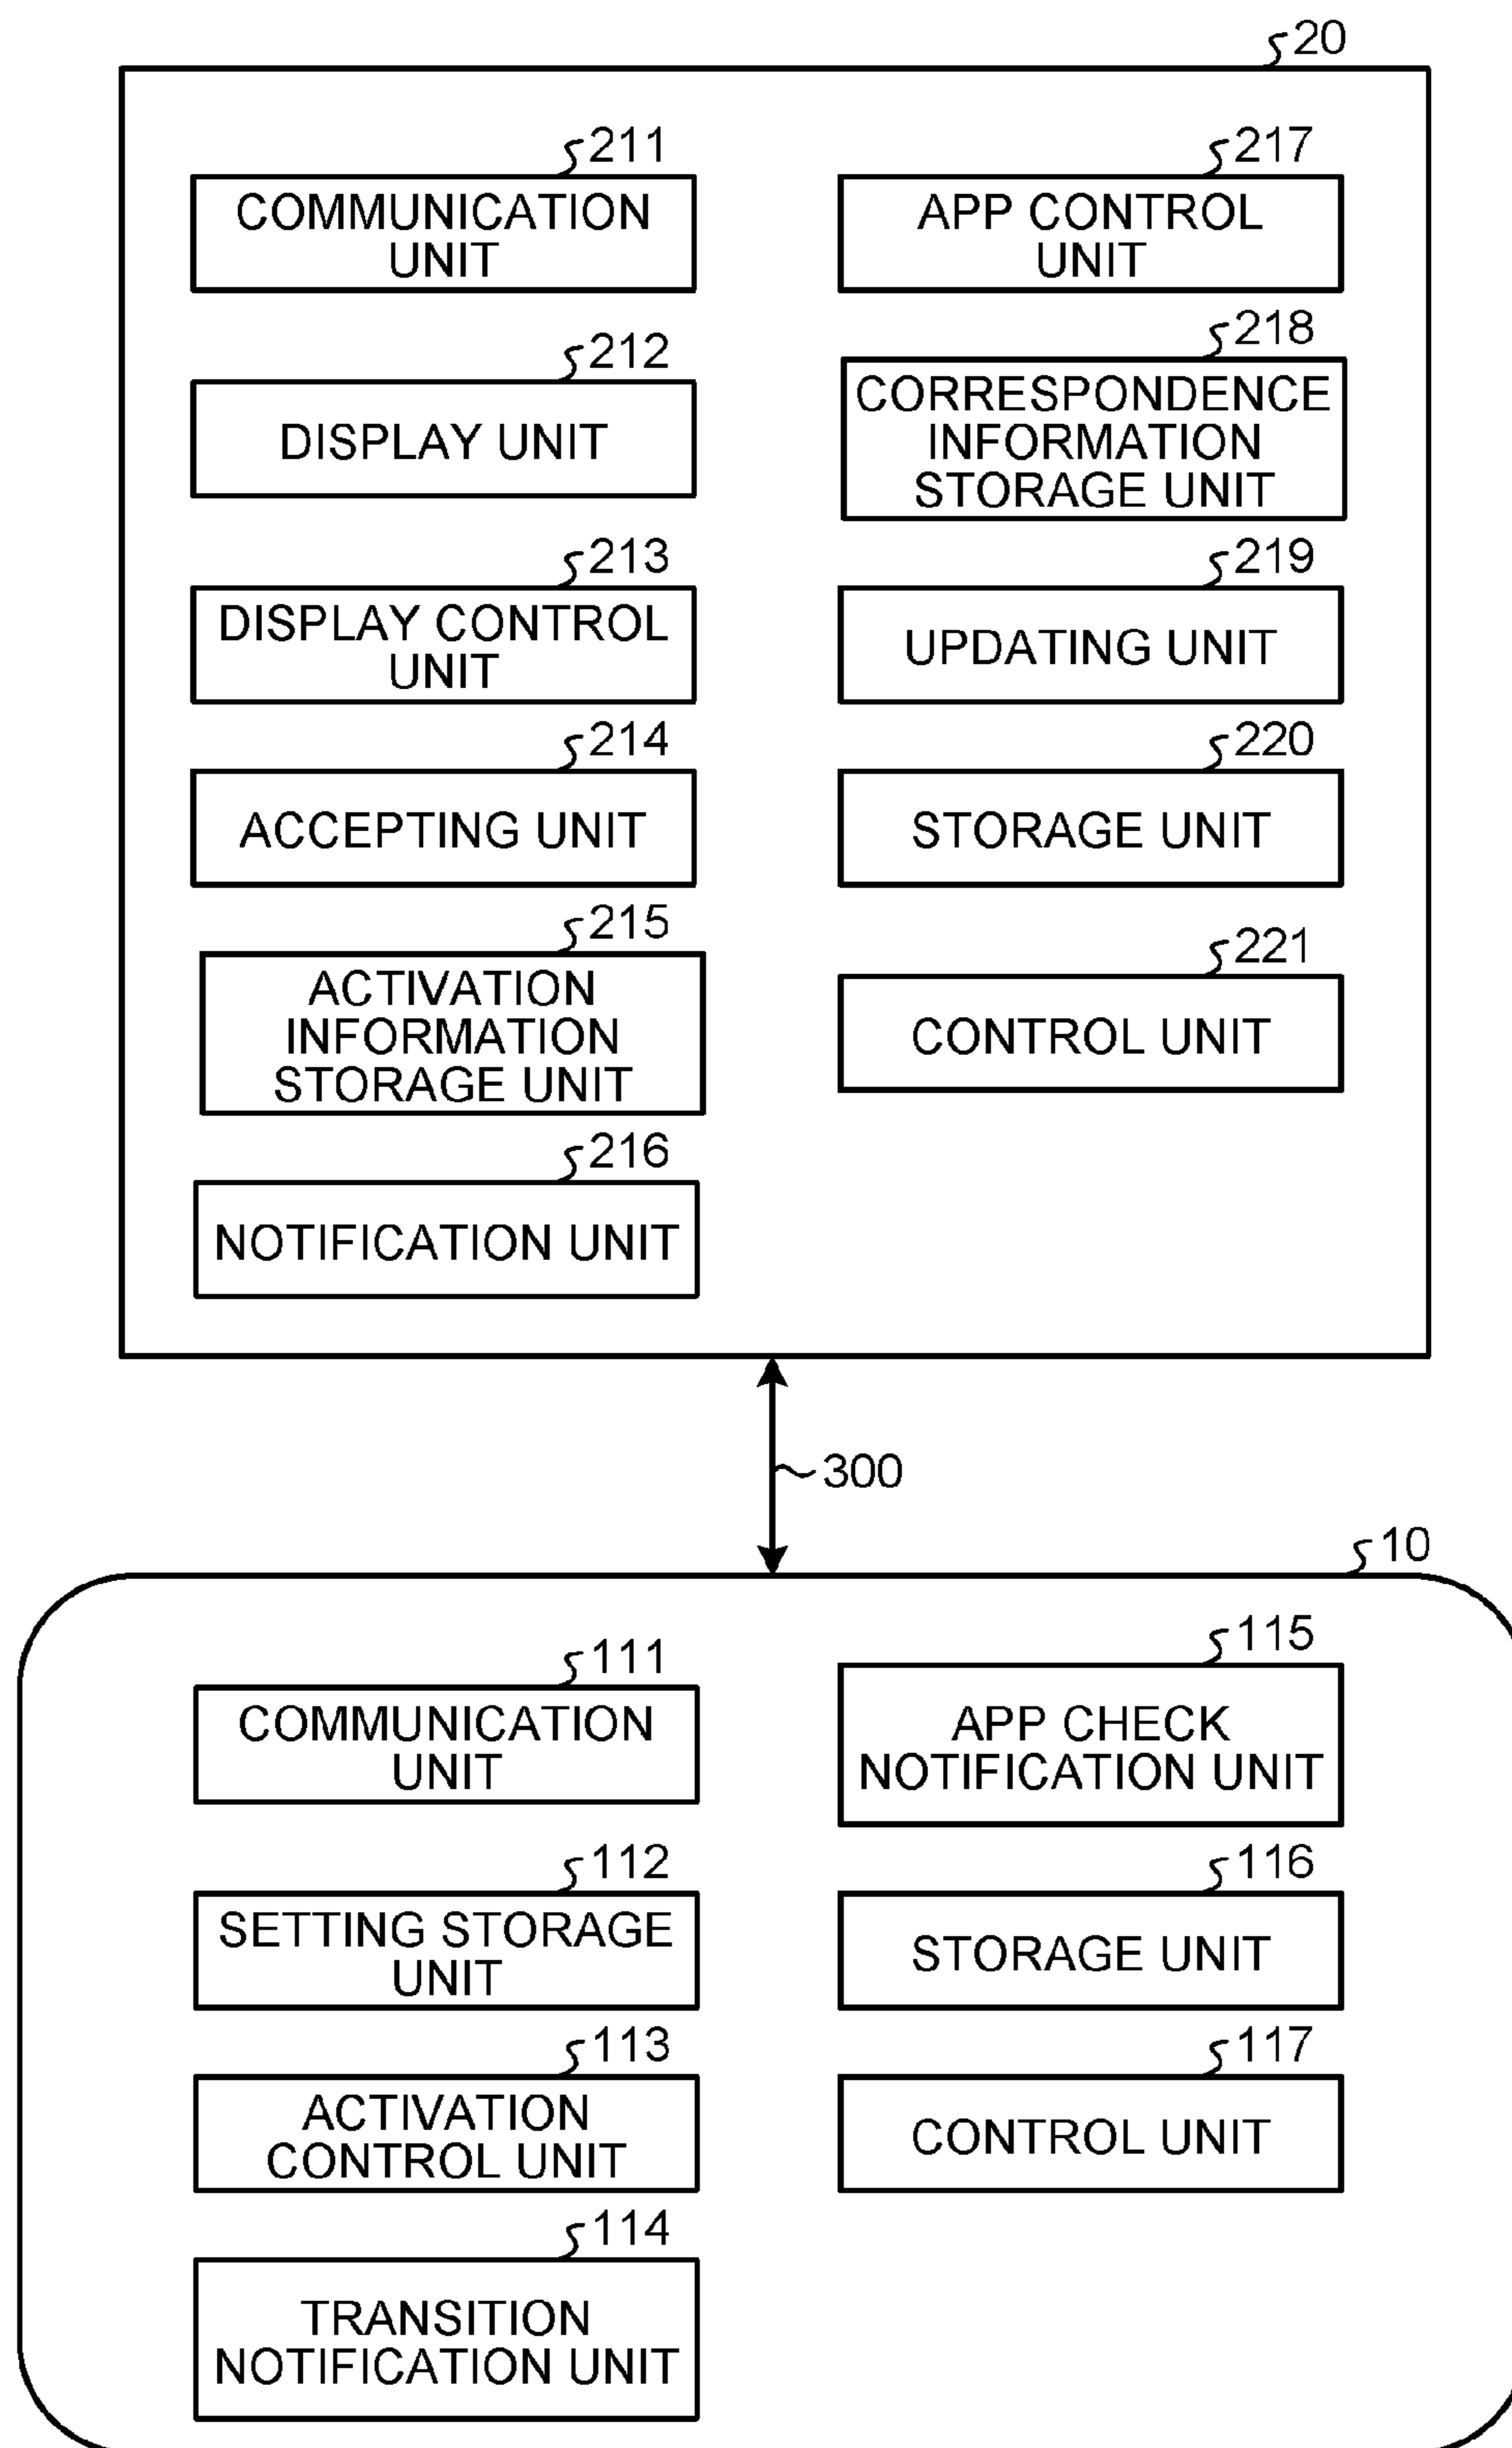 20
211
COMMUNICATION
UNIT
212
DISPLAY UNIT
213
DISPLAY CONTROL
UNIT
214
ACCEPTING UNIT
215
ACTIVATION
INFORMATION
STORAGE UNIT
216
NOTIFICATION UNIT
217
APP CONTROL
UNIT
218
CORRESPONDENCE
INFORMATION
STORAGE UNIT
219
UPDATING UNIT
220
STORAGE UNIT
221
CONTROL UNIT
300
10
111
COMMUNICATION
UNIT
112
SETTING STORAGE
UNIT
113
ACTIVATION
CONTROL UNIT
114
TRANSITION
NOTIFICATION UNIT
115
APP CHECK
NOTIFICATION UNIT
116
STORAGE UNIT
117
CONTROL UNIT